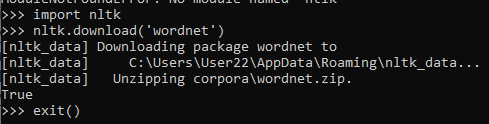 ModuleNotFoundError: No module named 'nltk'
>>> import nltk
>>> nltk.download('wordnet')
[nltk_data] Downloading package wordnet to
[nltk_data]     C:\Users\User22\AppData\Roaming\nltk_data...
[nltk_data]   Unzipping corpora\wordnet.zip.
True
>>> exit()